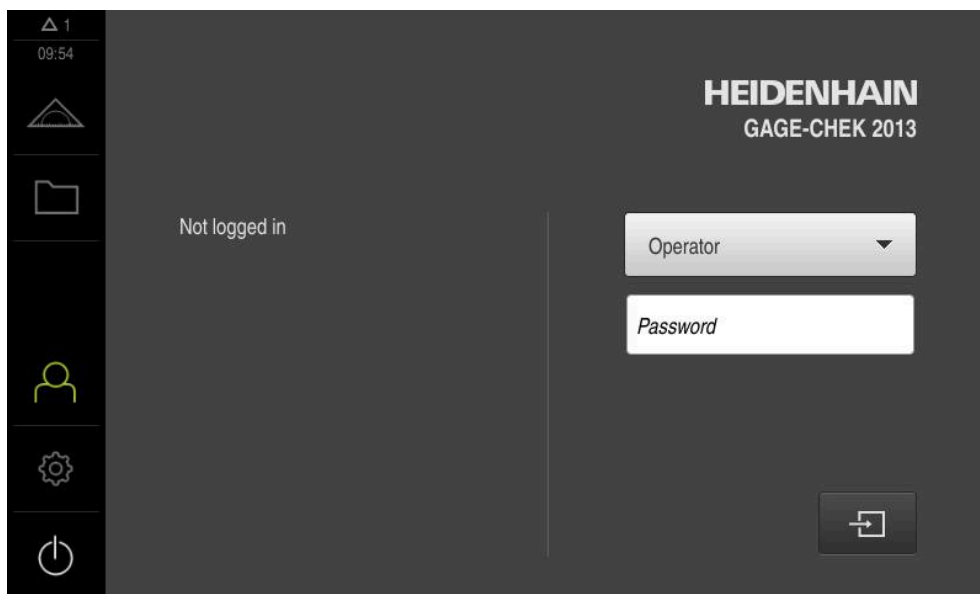 1
09:54
HEIDENHAIN
GAGE-CHEK 2013
Not logged in
Operator
Password